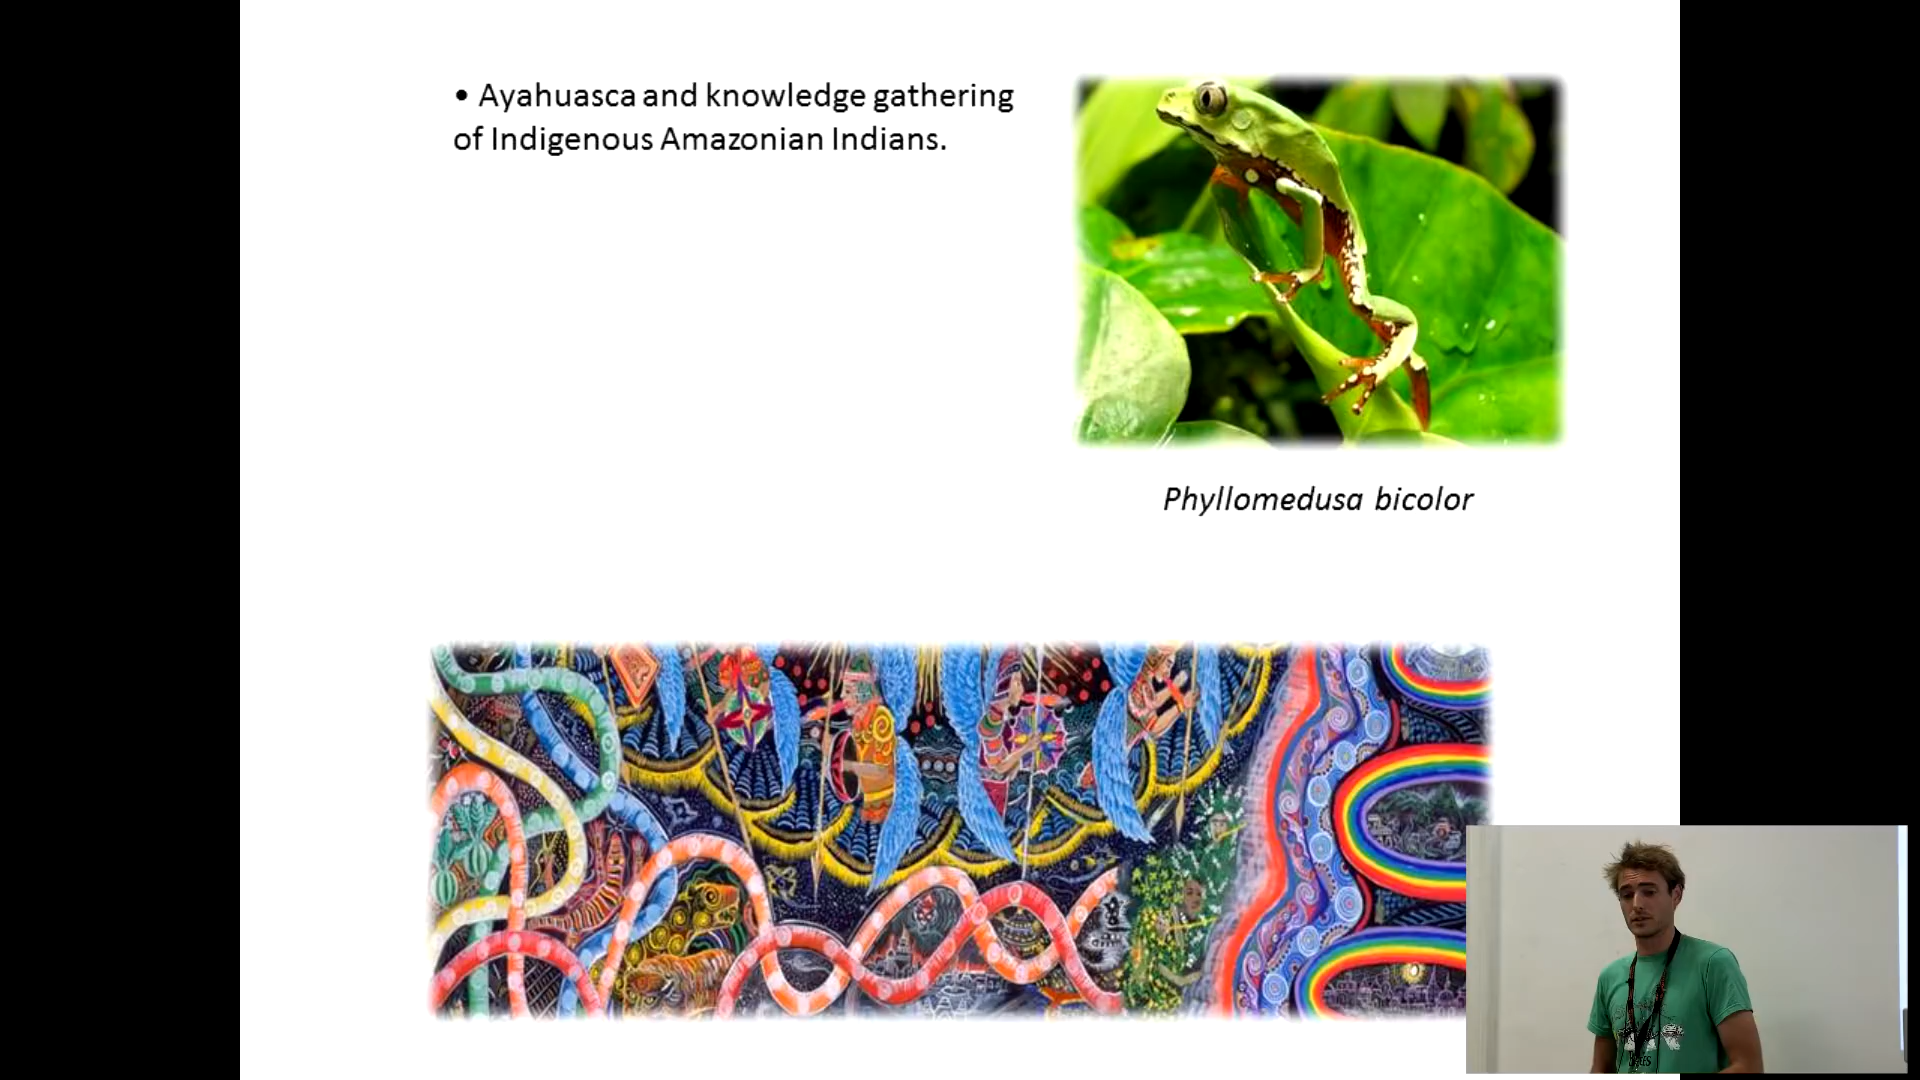 • Ayahuasca and knowledge gathering
of Indigenous Amazonian Indians.
Phyllomedusa bicolor